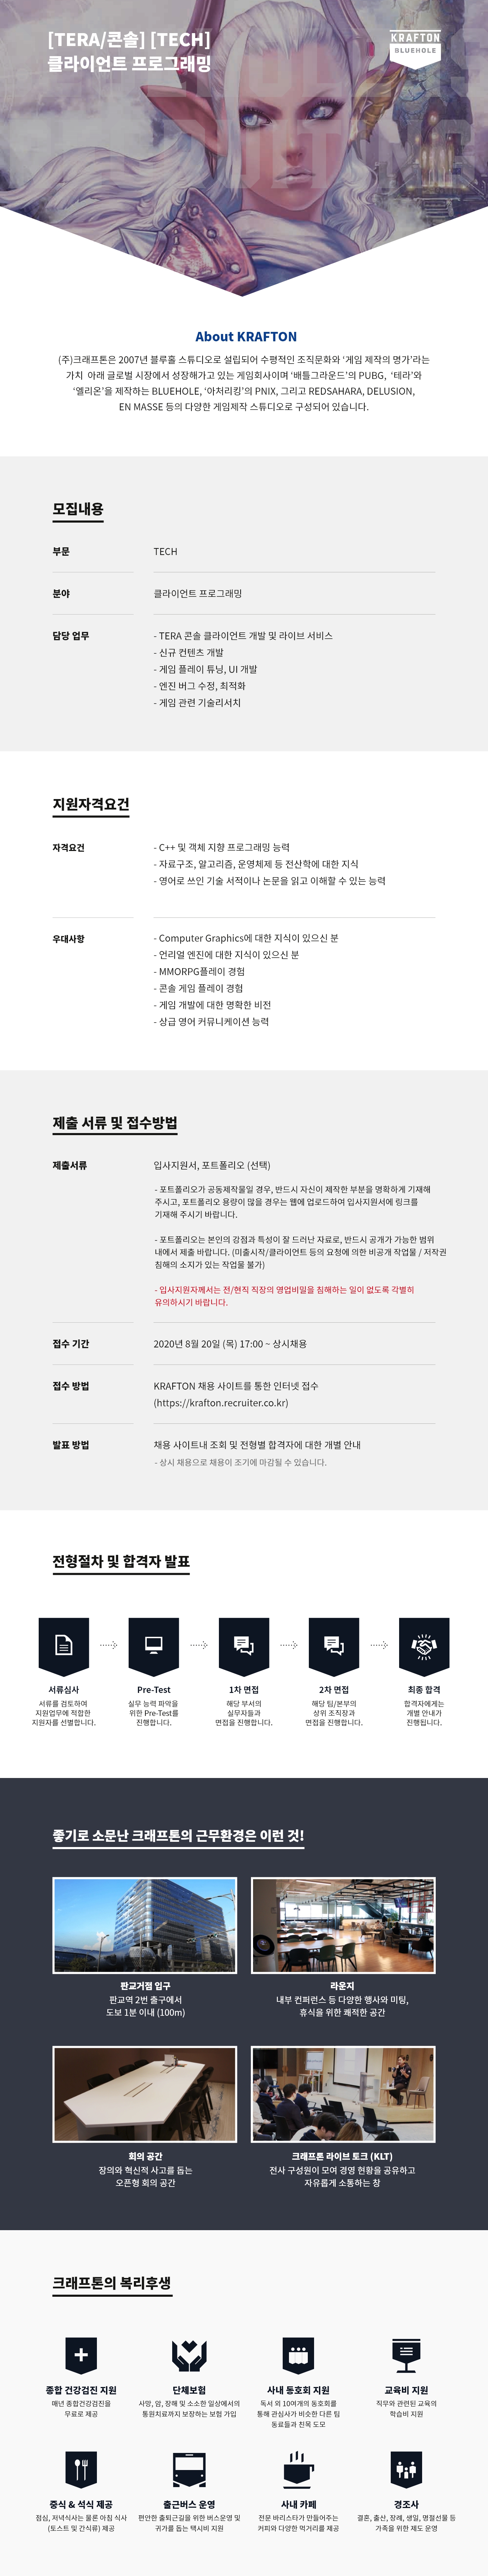 [TERA/콘솔] [TECH]
클라이언트 프로그래밍
KRAFTON
BLUEHOLE
About KRAFTON
(주)크래프톤은 2007년 블루홀 스튜디오로 설립되어 수평적인 조직문화와 ‘게임 제작의 명가’라는
가치 아래 글로벌 시장에서 성장해가고 있는 게임회사이며 ‘배틀그라운드’의 PUBG, ‘테라’와
‘엘리온’을 제작하는 BLUEHOLE, ‘아처리킹’의 PNIX, 그리고 REDSAHARA, DELUSION,
EN MASSE 등의 다양한 게임제작 스튜디오로 구성되어 있습니다.
모집내용
부문
TECH
분야
클라이언트 프로그래밍
담당 업무
- TERA 콘솔 클라이언트 개발 및 라이브 서비스
- 신규 컨텐츠 개발
- 게임 플레이 튜닝, UI 개발
- 엔진 버그 수정, 최적화
- 게임 관련 기술리서치
지원자격요건
자격요건
- C++ 및 객체 지향 프로그래밍 능력
- 자료구조, 알고리즘, 운영체제 등 전산학에 대한 지식
- 영어로 쓰인 기술 서적이나 논문을 읽고 이해할 수 있는 능력
우대사항
- Computer Graphics에 대한 지식이 있으신 분
- 언리얼 엔진에 대한 지식이 있으신 분
- MMORPG플레이 경험
- 콘솔 게임 플레이 경험
- 게임 개발에 대한 명확한 비전
- 상급 영어 커뮤니케이션 능력
제출 서류 및 접수방법
제출서류
입사지원서, 포트폴리오 (선택)
- 포트폴리오가 공동제작물일 경우, 반드시 자신이 제작한 부분을 명확하게 기재해
주시고, 포트폴리오 용량이 많을 경우는 웹에 업로드하여 입사지원서에 링크를
기재해 주시기 바랍니다.
- 포트폴리오는 본인의 강점과 특성이 잘 드러난 자료로, 반드시 공개가 가능한 범위
내에서 제출 바랍니다. (미출시작/클라이언트 등의 요청에 의한 비공개 작업물 / 저작권
침해의 소지가 있는 작업물 불가)
- 입사지원자께서는 전/현직 직장의 영업비밀을 침해하는 일이 없도록 각별히
유의하시기 바랍니다.
접수 기간
2020년 8월 20일 (목) 17:00 ~ 상시채용
접수 방법
KRAFTON 채용 사이트를 통한 인터넷 접수
(https://krafton.recruiter.co.kr)
발표 방법
채용 사이트내 조회 및 전형별 합격자에 대한 개별 안내
- 상시 채용으로 채용이 조기에 마감될 수 있습니다.
전형절차 및 합격자 발표
서류심사
서류를 검토하여
지원업무에 적합한
지원자를 선별합니다.
Pre-Test
실무 능력 파악을
위한 Pre-Test를
진행합니다.
1차 면접
해당 부서의
실무자들과
면접을 진행합니다.
2차 면접
해당 팀/본부의
상위 조직장과
면접을 진행합니다.
최종 합격
합격자에게는
개별 안내가
진행됩니다.
좋기로 소문난 크래프톤의 근무환경은 이런 것!
판교거점 입구
판교역 2번 출구에서
도보 1분 이내 (100m)
라운지
내부 컨퍼런스 등 다양한 행사와 미팅,
휴식을 위한 쾌적한 공간
회의 공간
창의와 혁신적 사고를 돕는
오픈형 회의 공간
크래프톤 라이브 토크 (KLT)
전사 구성원이 모여 경영 현황을 공유하고
자유롭게 소통하는 장
크래프톤의 복리후생
종합 건강검진 지원
매년 종합건강검진을
무료로 제공
단체보험
사망, 암, 장해 및 소소한 일상에서의
통원치료까지 보장하는 보험 가입
사내 동호회 지원
독서 외 10여개의 동호회를
통해 관심사가 비슷한 다른 팀
동료들과 친목 도모
교육비 지원
직무와 관련된 교육의
학습비 지원
중식 & 석식 제공
점심, 저녁식사는 물론 아침 식사
(토스트 및 간식류) 제공
출근버스 운영
편안한 출퇴근길을 위한 버스운영 및
귀가를 돕는 택시비 지원
사내 카페
전문 바리스타가 만들어주는
커피와 다양한 먹거리를 제공
경조사
결혼, 출산, 장례, 생일, 명절선물 등
가족을 위한 제도 운영